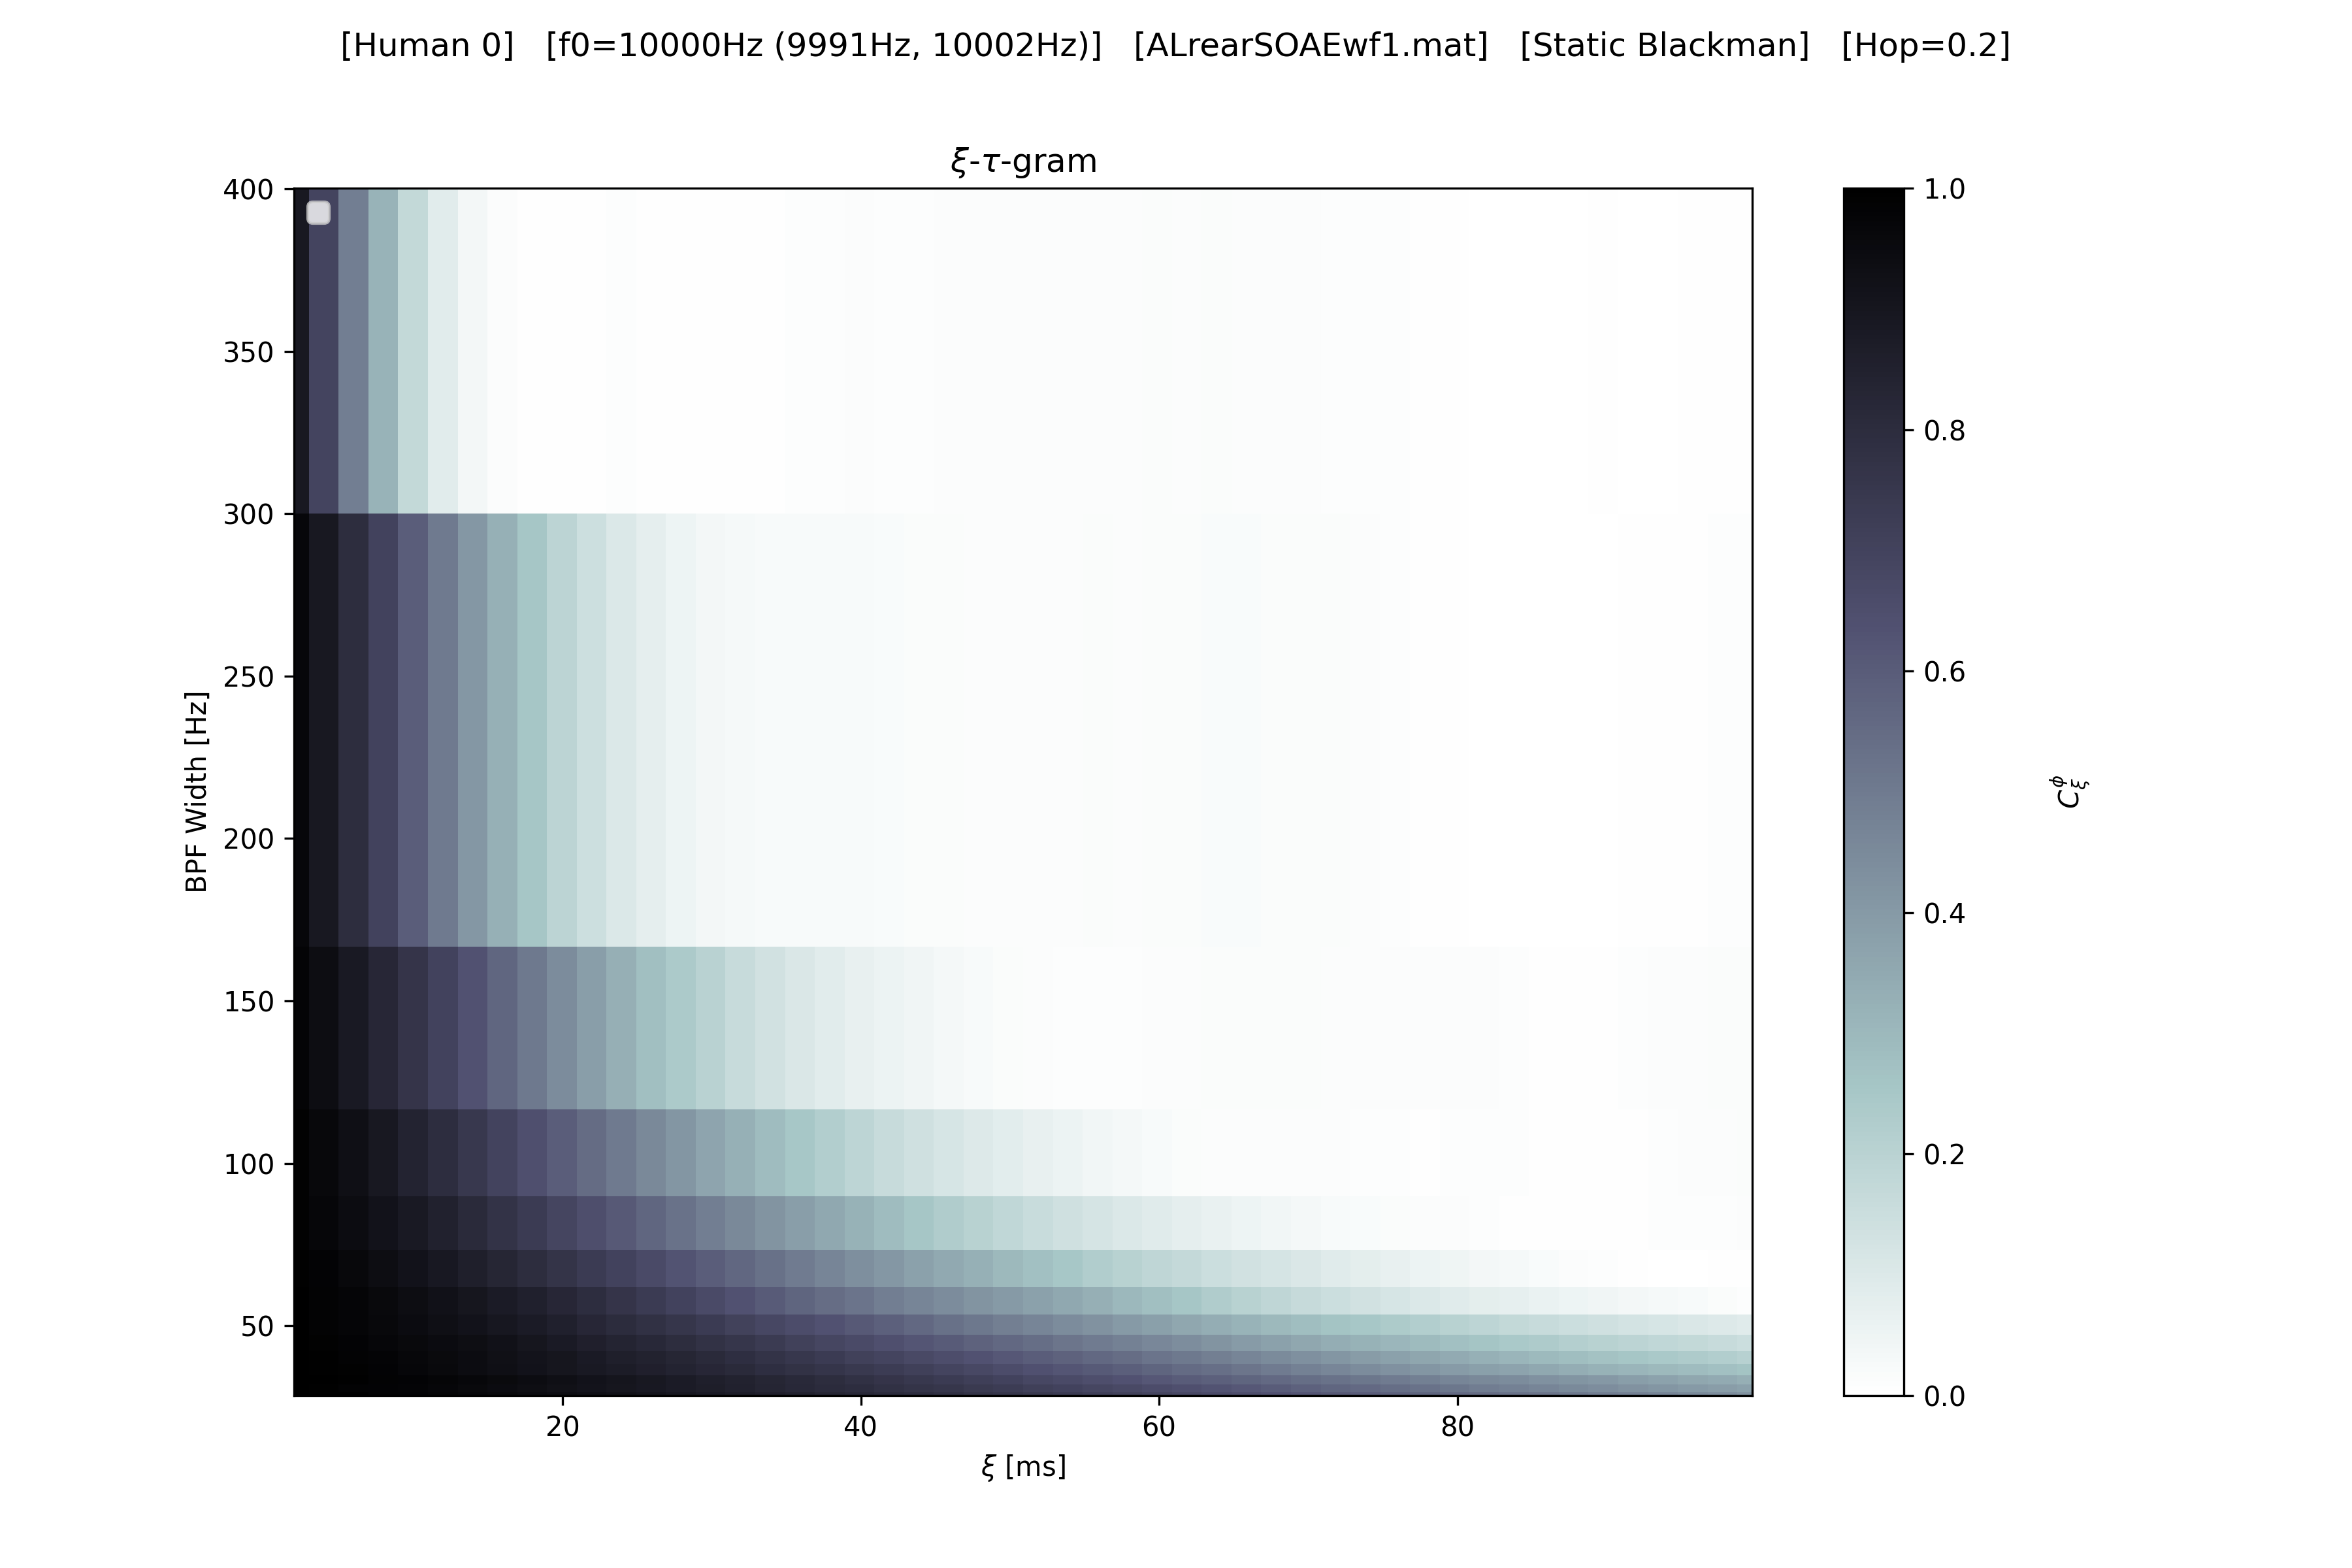 [Human 0] [f0=10000Hz (9991Hz, 10002Hz)] [ALrearSOAEwf1.mat] [Static Blackman] [Hop=0.2]
ξ-τ-gram
400
350
300
250
200
150
100
50
BPF Width [Hz]
20 40 60 80
ξ [ms]
1.0
0.8
0.6
0.4
0.2
0.0
C_ξ^ϕ